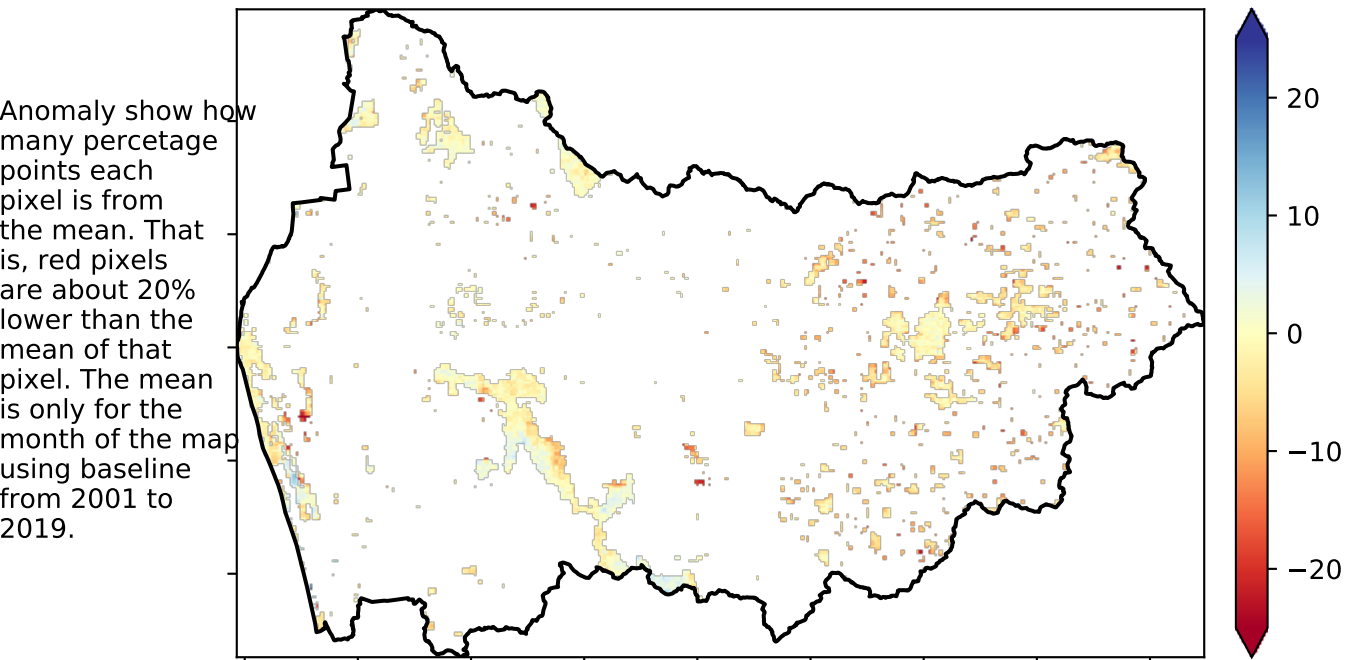 Anomaly show how
many percetage
points each
pixel is from
the mean. That
is, red pixels
are about 20%
lower than the
mean of that
pixel. The mean
is only for the
month of the map
using baseline
from 2001 to
2019.
20
10
0
−10
−20